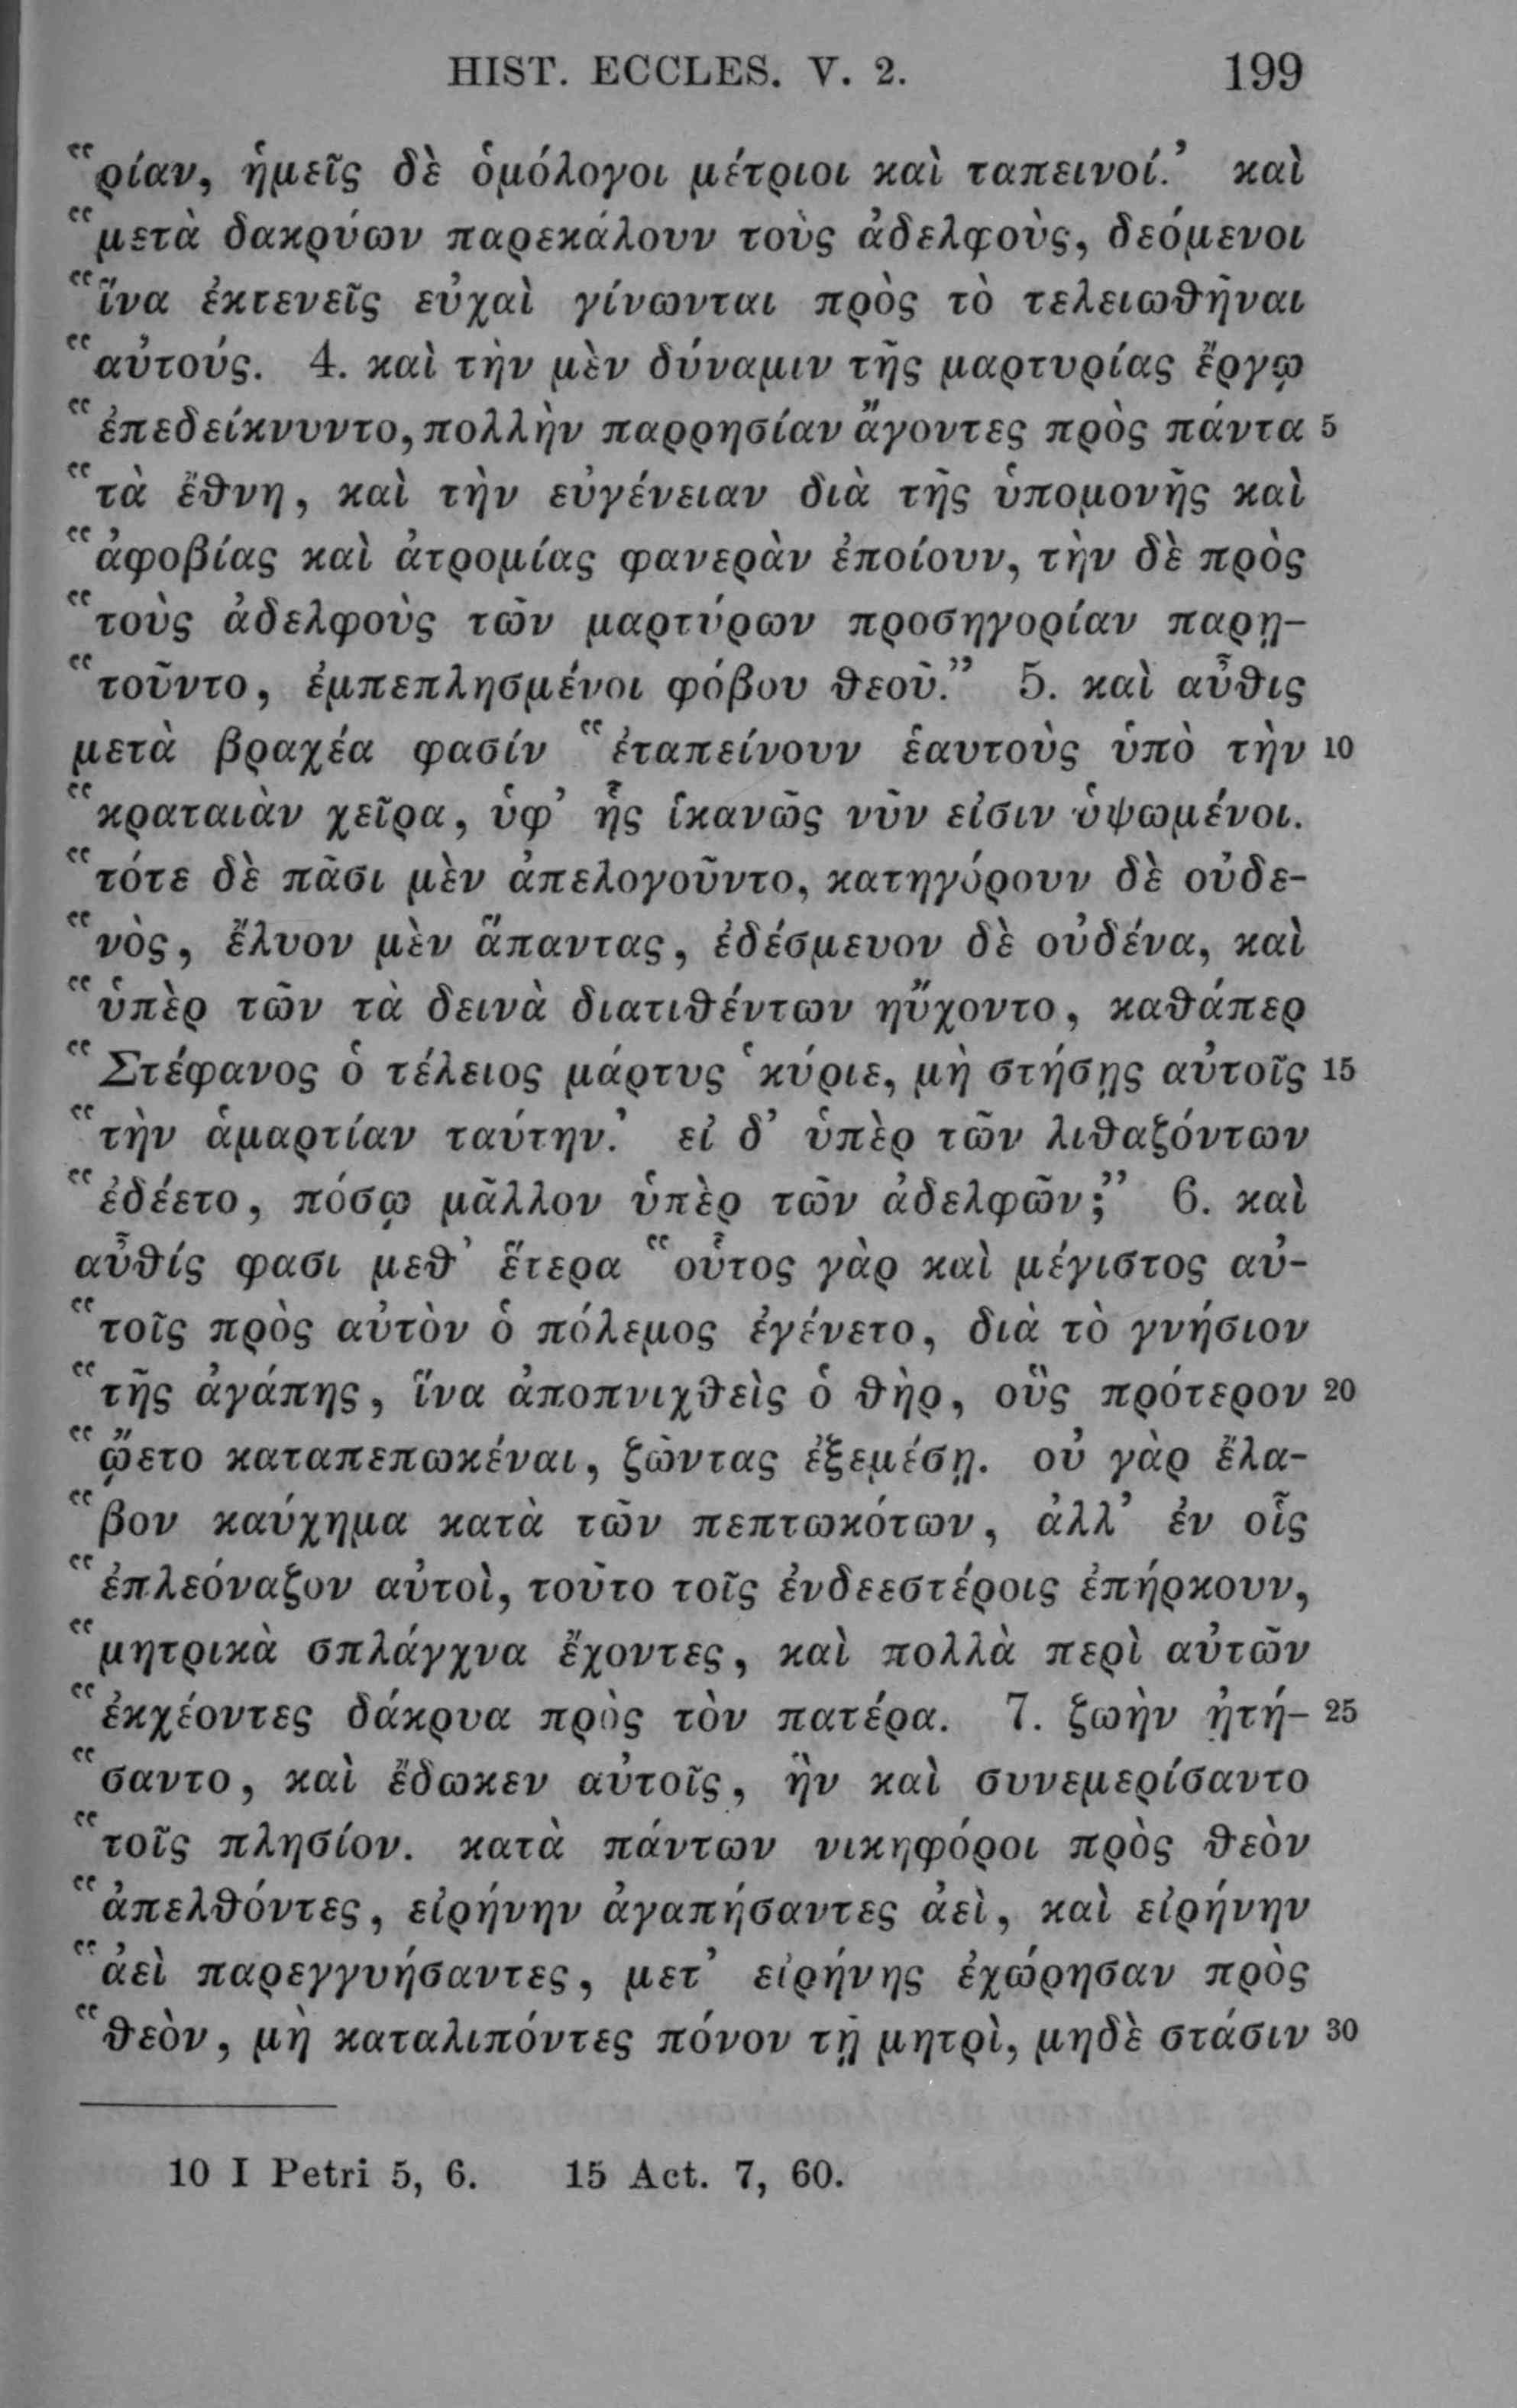 HIST. ECCLES. V. 2. 199
“ρίαν, ἡμεῖς δὲ ὁμόλογοι μέτριοι καὶ ταπεινοί.’ καὶ
“μετὰ δακρύων παρεκάλουν τοὺς ἀδελφοὺς, δεόμενοι
“ἵνα ἐκτενεῖς εὐχαὶ γίνωνται πρὸς τὸ τελειωθῆναι
“αὐτούς. 4. καὶ τὴν μὲν δύναμιν τῆς μαρτυρίας ἔργῳ
“ἐπεδείκνυντο, πολλὴν παρρησίαν ἄγοντες πρὸς πάντα 5
“τὰ ἔθνη, καὶ τὴν εὐγένειαν διὰ τῆς ὑπομονῆς καὶ
“ἀφοβίας καὶ ἀτρομίας φανερὰν ἐποίουν, τὴν δὲ πρὸς
“τοὺς ἀδελφοὺς τῶν μαρτύρων προσηγορίαν παρῃ-
“τοῦντο, ἐμπεπλησμένοι φόβου θεοῦ.” 5. καὶ αὖθις
μετὰ βραχέα φασίν “ἐταπείνουν ἑαυτοὺς ὑπὸ τὴν 10
“κραταιὰν χεῖρα, ὑφ’ ἧς ἱκανῶς νῦν εἰσιν ὑψωμένοι.
“τότε δὲ πᾶσι μὲν ἀπελογοῦντο, κατηγόρουν δὲ οὐδε-
“νὸς, ἔλυον μὲν ἅπαντας, ἐδέσμευον δὲ οὐδένα, καὶ
“ὑπὲρ τῶν τὰ δεινὰ διατιθέντων ηὔχοντο, καθάπερ
“Στέφανος ὁ τέλειος μάρτυς ‘κύριε, μὴ στήσῃς αὐτοῖς 15
“τὴν ἁμαρτίαν ταύτην.’ εἰ δ’ ὑπὲρ τῶν λιθαζόντων
“ἐδέετο, πόσῳ μᾶλλον ὑπὲρ τῶν ἀδελφῶν;” 6. καὶ
αὖθίς φασι μεθ’ ἕτερα “οὗτος γὰρ καὶ μέγιστος αὐ-
“τοῖς πρὸς αὐτὸν ὁ πόλεμος ἐγένετο, διὰ τὸ γνήσιον
“τῆς ἀγάπης, ἵνα ἀποπνιχθεὶς ὁ θὴρ, οὓς πρότερον 20
“ᾤετο καταπεπωκέναι, ζῶντας ἐξεμέσῃ. οὐ γὰρ ἔλα-
“βον καύχημα κατὰ τῶν πεπτωκότων, ἀλλ’ ἐν οἷς
“ἐπλεόναζον αὐτοὶ, τοῦτο τοῖς ἐνδεεστέροις ἐπήρκουν,
“μητρικὰ σπλάγχνα ἔχοντες, καὶ πολλὰ περὶ αὐτῶν
“ἐκχέοντες δάκρυα πρὸς τὸν πατέρα. 7. ζωὴν ᾐτή- 25
“σαντο, καὶ ἔδωκεν αὐτοῖς, ἣν καὶ συνεμερίσαντο
“τοῖς πλησίον. κατὰ πάντων νικηφόροι πρὸς θεὸν
“ἀπελθόντες, εἰρήνην ἀγαπήσαντες ἀεὶ, καὶ εἰρήνην
“ἀεὶ παρεγγυήσαντες, μετ’ εἰρήνης ἐχώρησαν πρὸς
“θεὸν, μὴ καταλιπόντες πόνον τῇ μητρὶ, μηδὲ στάσιν 30
10 I Petri 5, 6. 15 Act. 7, 60.